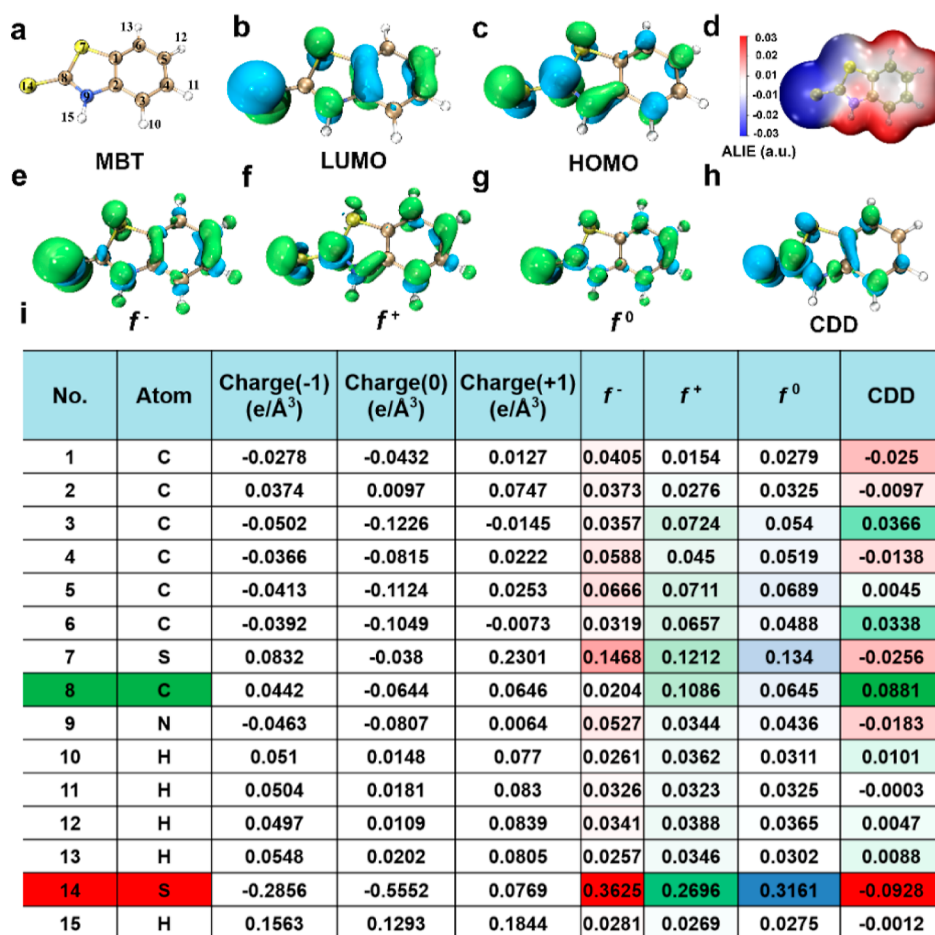 a
13
7
6
12
1
5
8
14
2
4
11
9
3
15
10
MBT
b
LUMO
c
HOMO
d
0.03
0.02
0.01
0.00
-0.01
-0.02
-0.03
ALIE (a.u.)
e
f -
f
f +
g
f 0
h
CDD
i
No. Atom Charge(-1) (e/Å³) Charge(0) (e/Å³) Charge(+1) (e/Å³) f - f + f 0 CDD
1 C -0.0278 -0.0432 0.0127 0.0405 0.0154 0.0279 -0.025
2 C 0.0374 0.0097 0.0747 0.0373 0.0276 0.0325 -0.0097
3 C -0.0502 -0.1226 -0.0145 0.0357 0.0724 0.054 0.0366
4 C -0.0366 -0.0815 0.0222 0.0588 0.045 0.0519 -0.0138
5 C -0.0413 -0.1124 0.0253 0.0666 0.0711 0.0689 0.0045
6 C -0.0392 -0.1049 -0.0073 0.0319 0.0657 0.0488 0.0338
7 S 0.0832 -0.038 0.2301 0.1468 0.1212 0.134 -0.0256
8 C 0.0442 -0.0644 0.0646 0.0204 0.1086 0.0645 0.0881
9 N -0.0463 -0.0807 0.0064 0.0527 0.0344 0.0436 -0.0183
10 H 0.051 0.0148 0.077 0.0261 0.0362 0.0311 0.0101
11 H 0.0504 0.0181 0.083 0.0326 0.0323 0.0325 -0.0003
12 H 0.0497 0.0109 0.0839 0.0341 0.0388 0.0365 0.0047
13 H 0.0548 0.0202 0.0805 0.0257 0.0346 0.0302 0.0088
14 S -0.2856 -0.5552 0.0769 0.3625 0.2696 0.3161 -0.0928
15 H 0.1563 0.1293 0.1844 0.0281 0.0269 0.0275 -0.0012